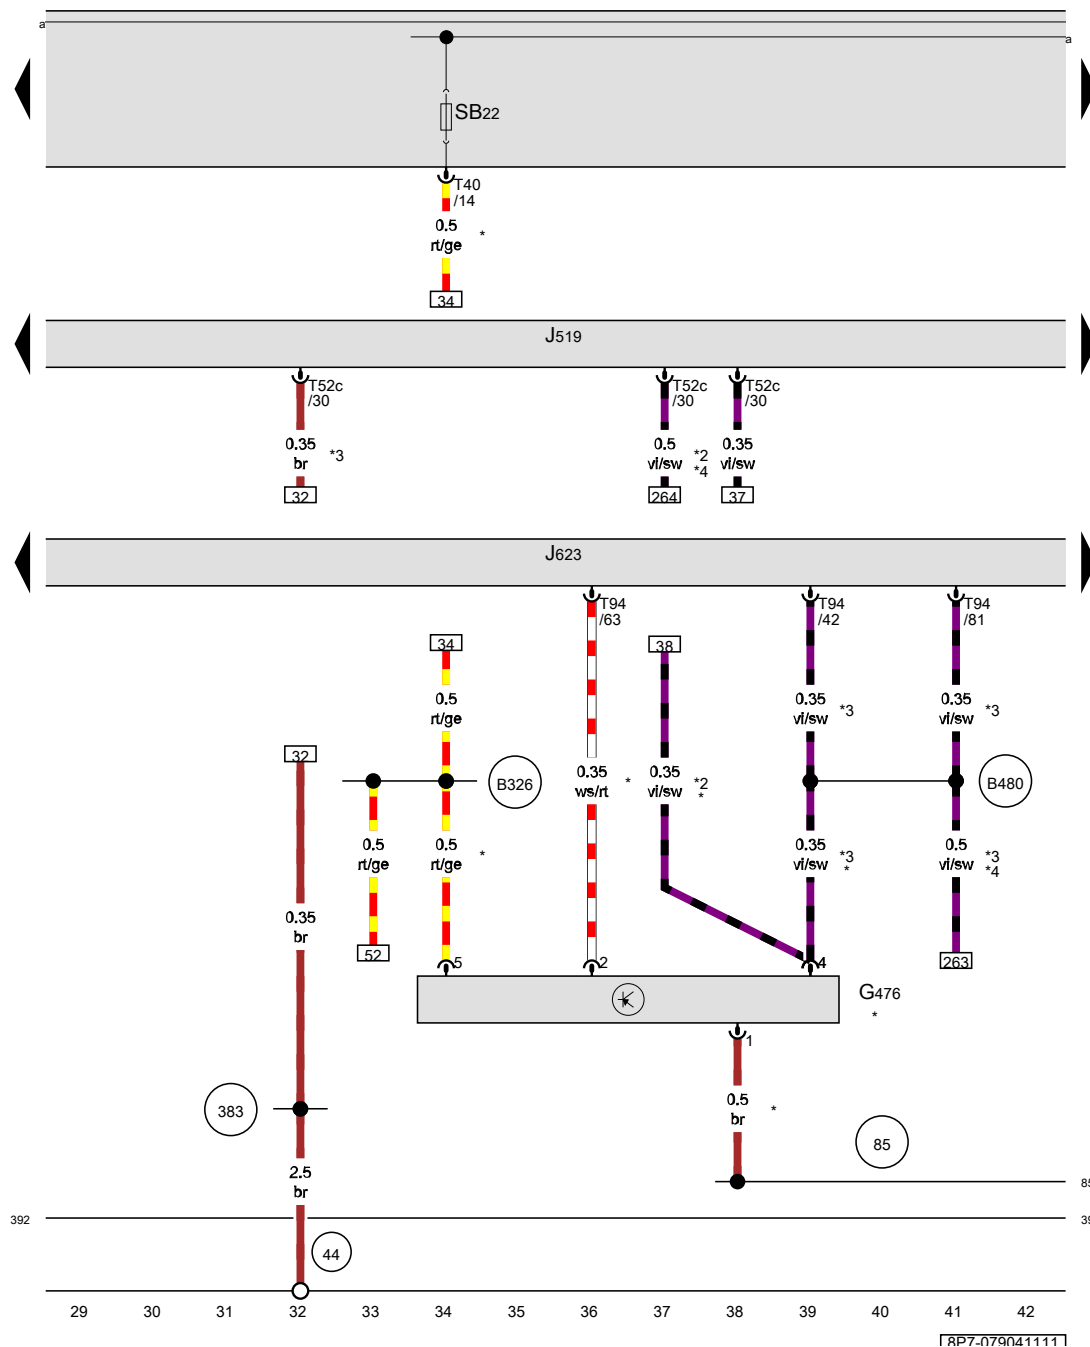 a
a
SB22
T40
/14
0.5
rt/ge
*
34
J519
T52c
/30
T52c
/30
T52c
/30
0.35
br
*3
0.5
vi/sw
*2
*4
0.35
vi/sw
32
264
37
J623
T94
/63
T94
/42
T94
/81
34
38
0.5
rt/ge
0.35
vi/sw
*3
0.35
vi/sw
*3
32
B326
0.35
ws/rt
*
0.35
vi/sw
*2
*
B480
0.5
rt/ge
0.5
rt/ge
*
0.35
vi/sw
*3
*
0.5
vi/sw
*3
*4
0.35
br
52
263
5
2
4
G476
*
1
383
0.5
br
*
85
2.5
br
85
392
39
44
29 30 31 32 33 34 35 36 37 38 39 40 41 42
8P7-079041111